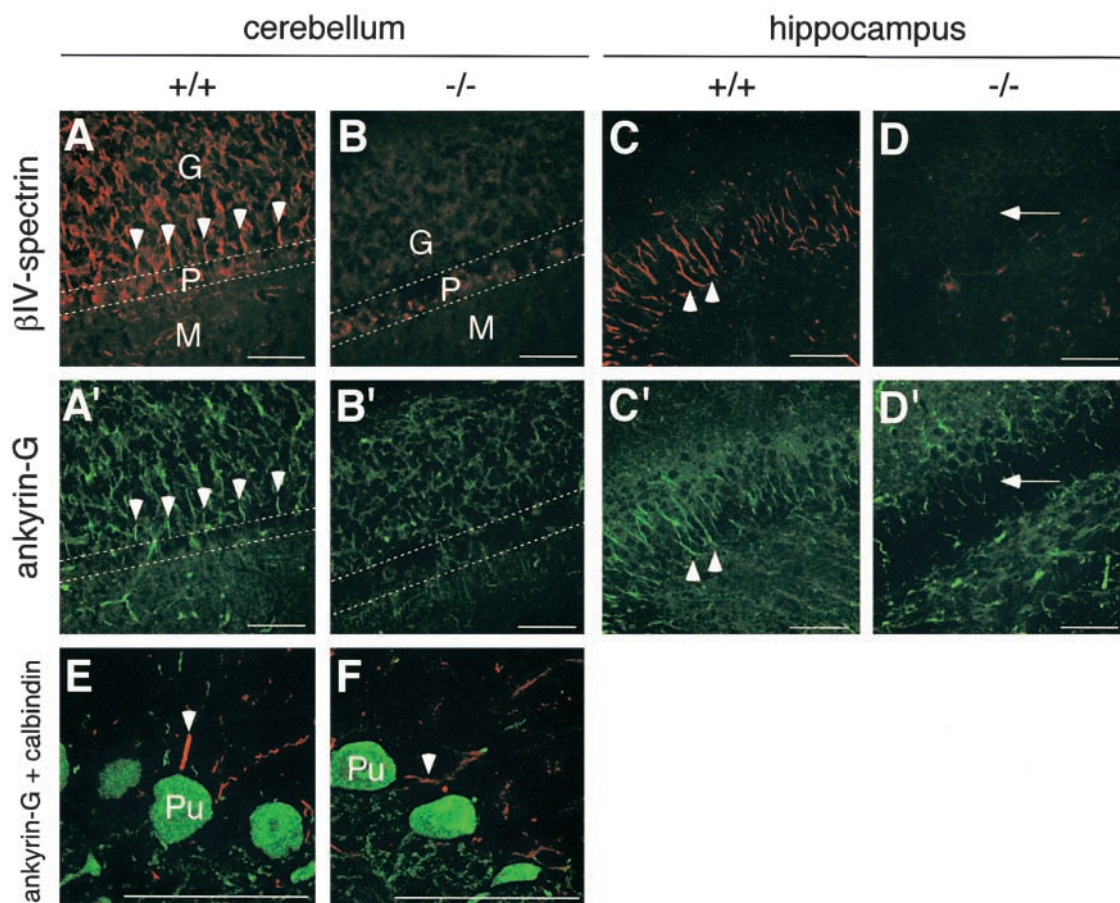 cerebellum hippocampus
+/+ -/- +/+ -/-
βIV-spectrin
A G P M
B G P M
C
D
ankyrin-G
A'
B'
C'
D'
ankyrin-G + calbindin
E Pu
F Pu